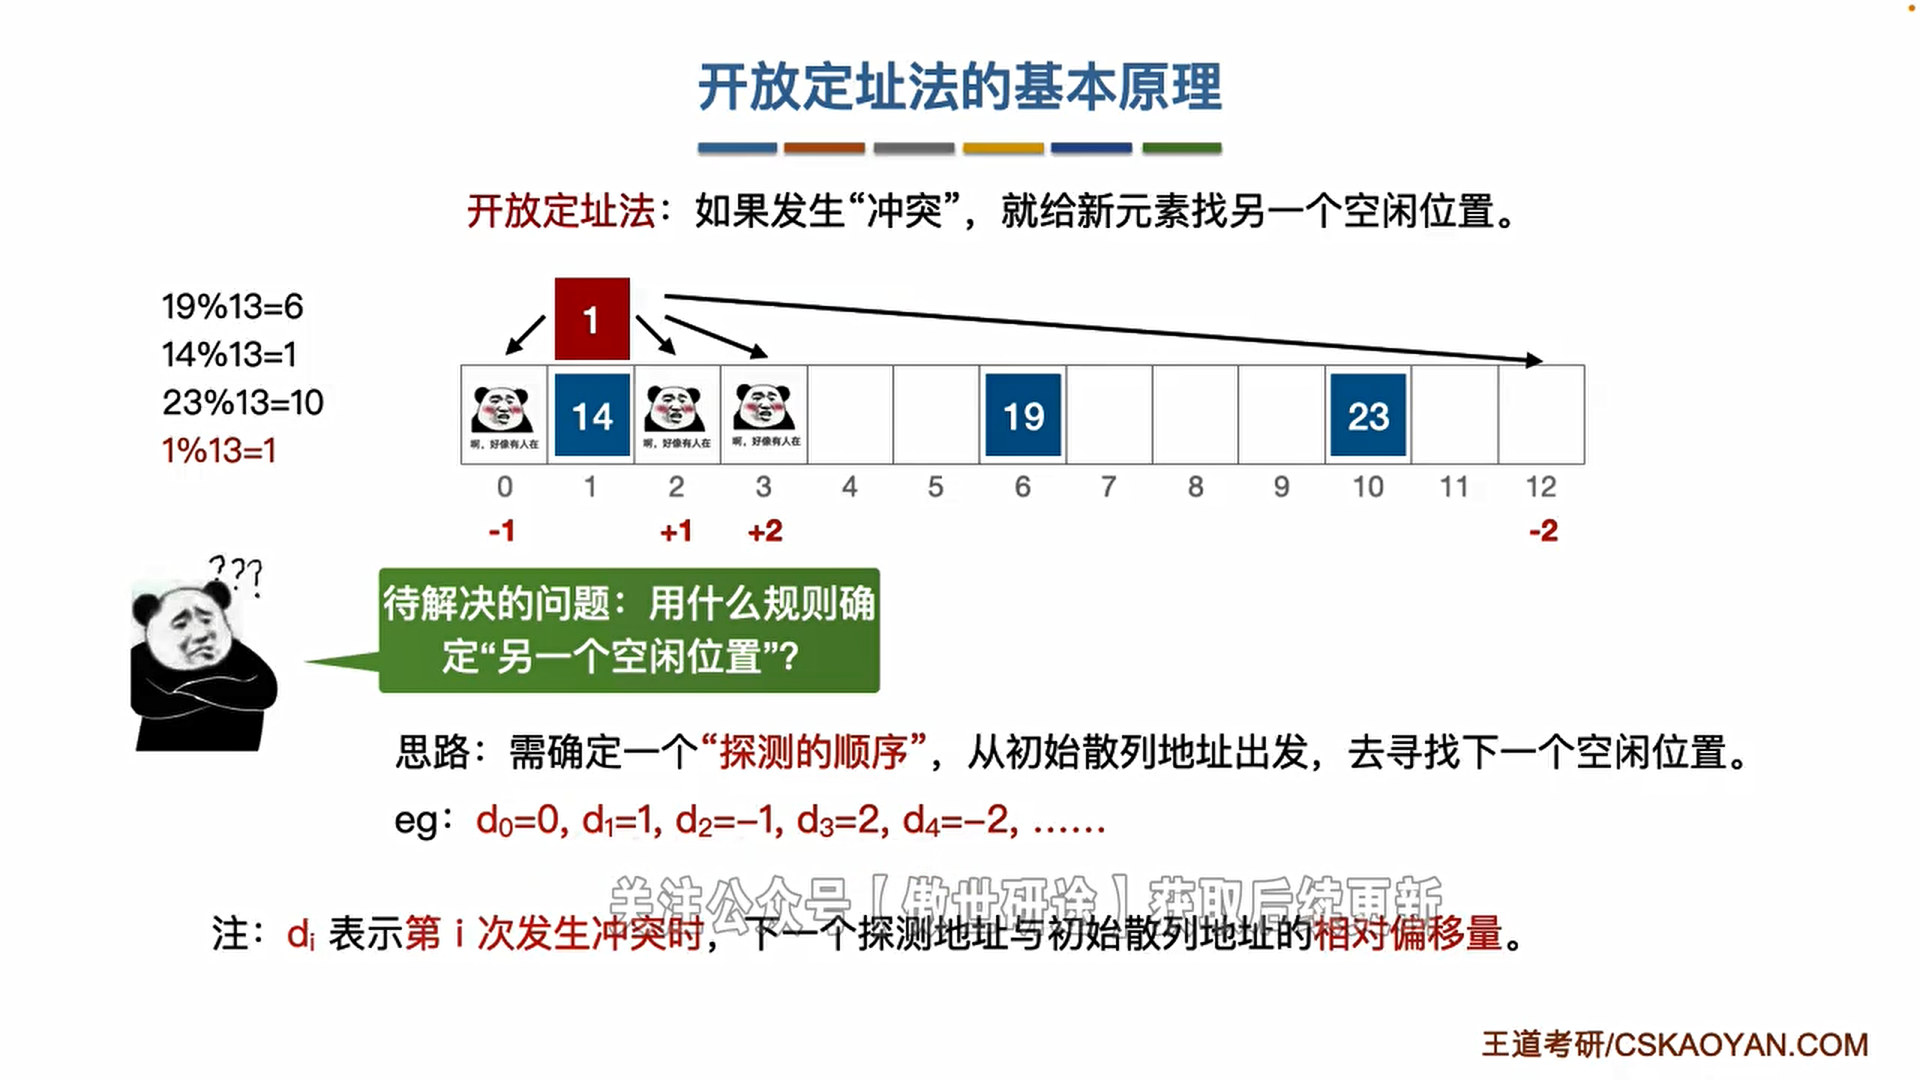 开放定址法的基本原理
开放定址法：如果发生“冲突”，就给新元素找另一个空闲位置。
19%13=6
14%13=1
23%13=10
1%13=1
1
14
19
23
啊，好像有人在
啊，好像有人在
啊，好像有人在
0 1 2 3 4 5 6 7 8 9 10 11 12
-1 +1 +2 -2
???
待解决的问题：用什么规则确
定“另一个空闲位置”？
思路：需确定一个“探测的顺序”，从初始散列地址出发，去寻找下一个空闲位置。
eg：d₀=0, d₁=1, d₂=−1, d₃=2, d₄=−2, ……
关注公众号【傲世研途】获取后续更新
注：dᵢ 表示第 i 次发生冲突时，下一个探测地址与初始散列地址的相对偏移量。
王道考研/CSKAOYAN.COM